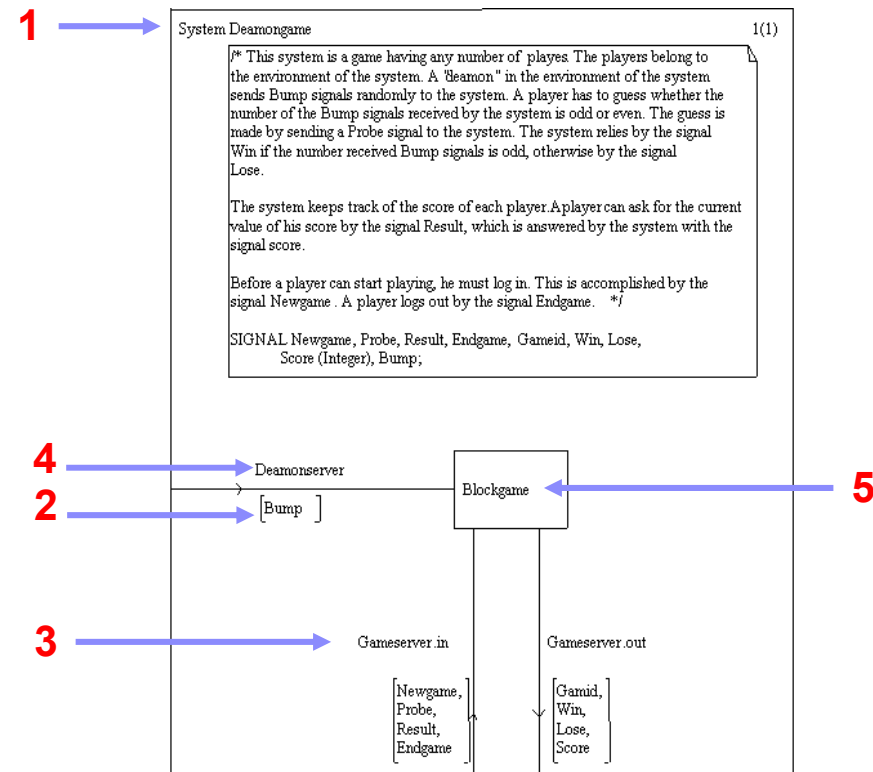 1
System Deamongame 1(1)
/* This system is a game having any number of playes. The players belong to
the environment of the system. A "deamon" in the environment of the system
sends Bump signals randomly to the system. A player has to guess whether the
number of the Bump signals received by the system is odd or even. The guess is
made by sending a Probe signal to the system. The system relies by the signal
Win if the number received Bump signals is odd, otherwise by the signal
Lose.
The system keeps track of the score of each player.Aplayer can ask for the current
value of his score by the signal Result, which is answered by the system with the
signal score.
Before a player can start playing, he must log in. This is accomplished by the
signal Newgame . A player logs out by the signal Endgame. */
SIGNAL Newgame, Probe, Result, Endgame, Gameid, Win, Lose,
Score (Integer), Bump;
4
Deamonserver
2
[Bump ]
Blockgame
5
3
Gameserver.in
Gameserver.out
[Newgame,
Probe,
Result,
Endgame]
[Gamid,
Win,
Lose,
Score]